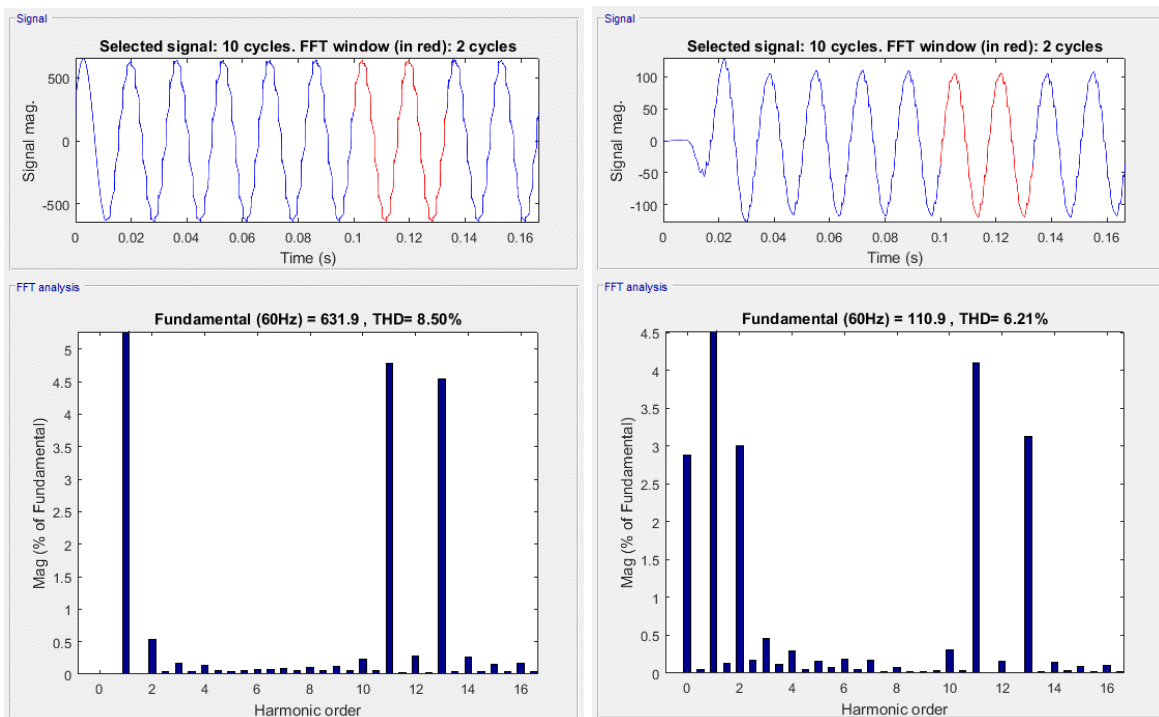 Signal
Selected signal: 10 cycles. FFT window (in red): 2 cycles
Signal mag.
500
0
-500
0 0.02 0.04 0.06 0.08 0.1 0.12 0.14 0.16
Time (s)
FFT analysis
Fundamental (60Hz) = 631.9 , THD= 8.50%
Mag (% of Fundamental)
5
4.5
4
3.5
3
2.5
2
1.5
1
0.5
0
0 2 4 6 8 10 12 14 16
Harmonic order
Signal
Selected signal: 10 cycles. FFT window (in red): 2 cycles
Signal mag.
100
50
0
-50
-100
0 0.02 0.04 0.06 0.08 0.1 0.12 0.14 0.16
Time (s)
FFT analysis
Fundamental (60Hz) = 110.9 , THD= 6.21%
Mag (% of Fundamental)
4.5
4
3.5
3
2.5
2
1.5
1
0.5
0
0 2 4 6 8 10 12 14 16
Harmonic order